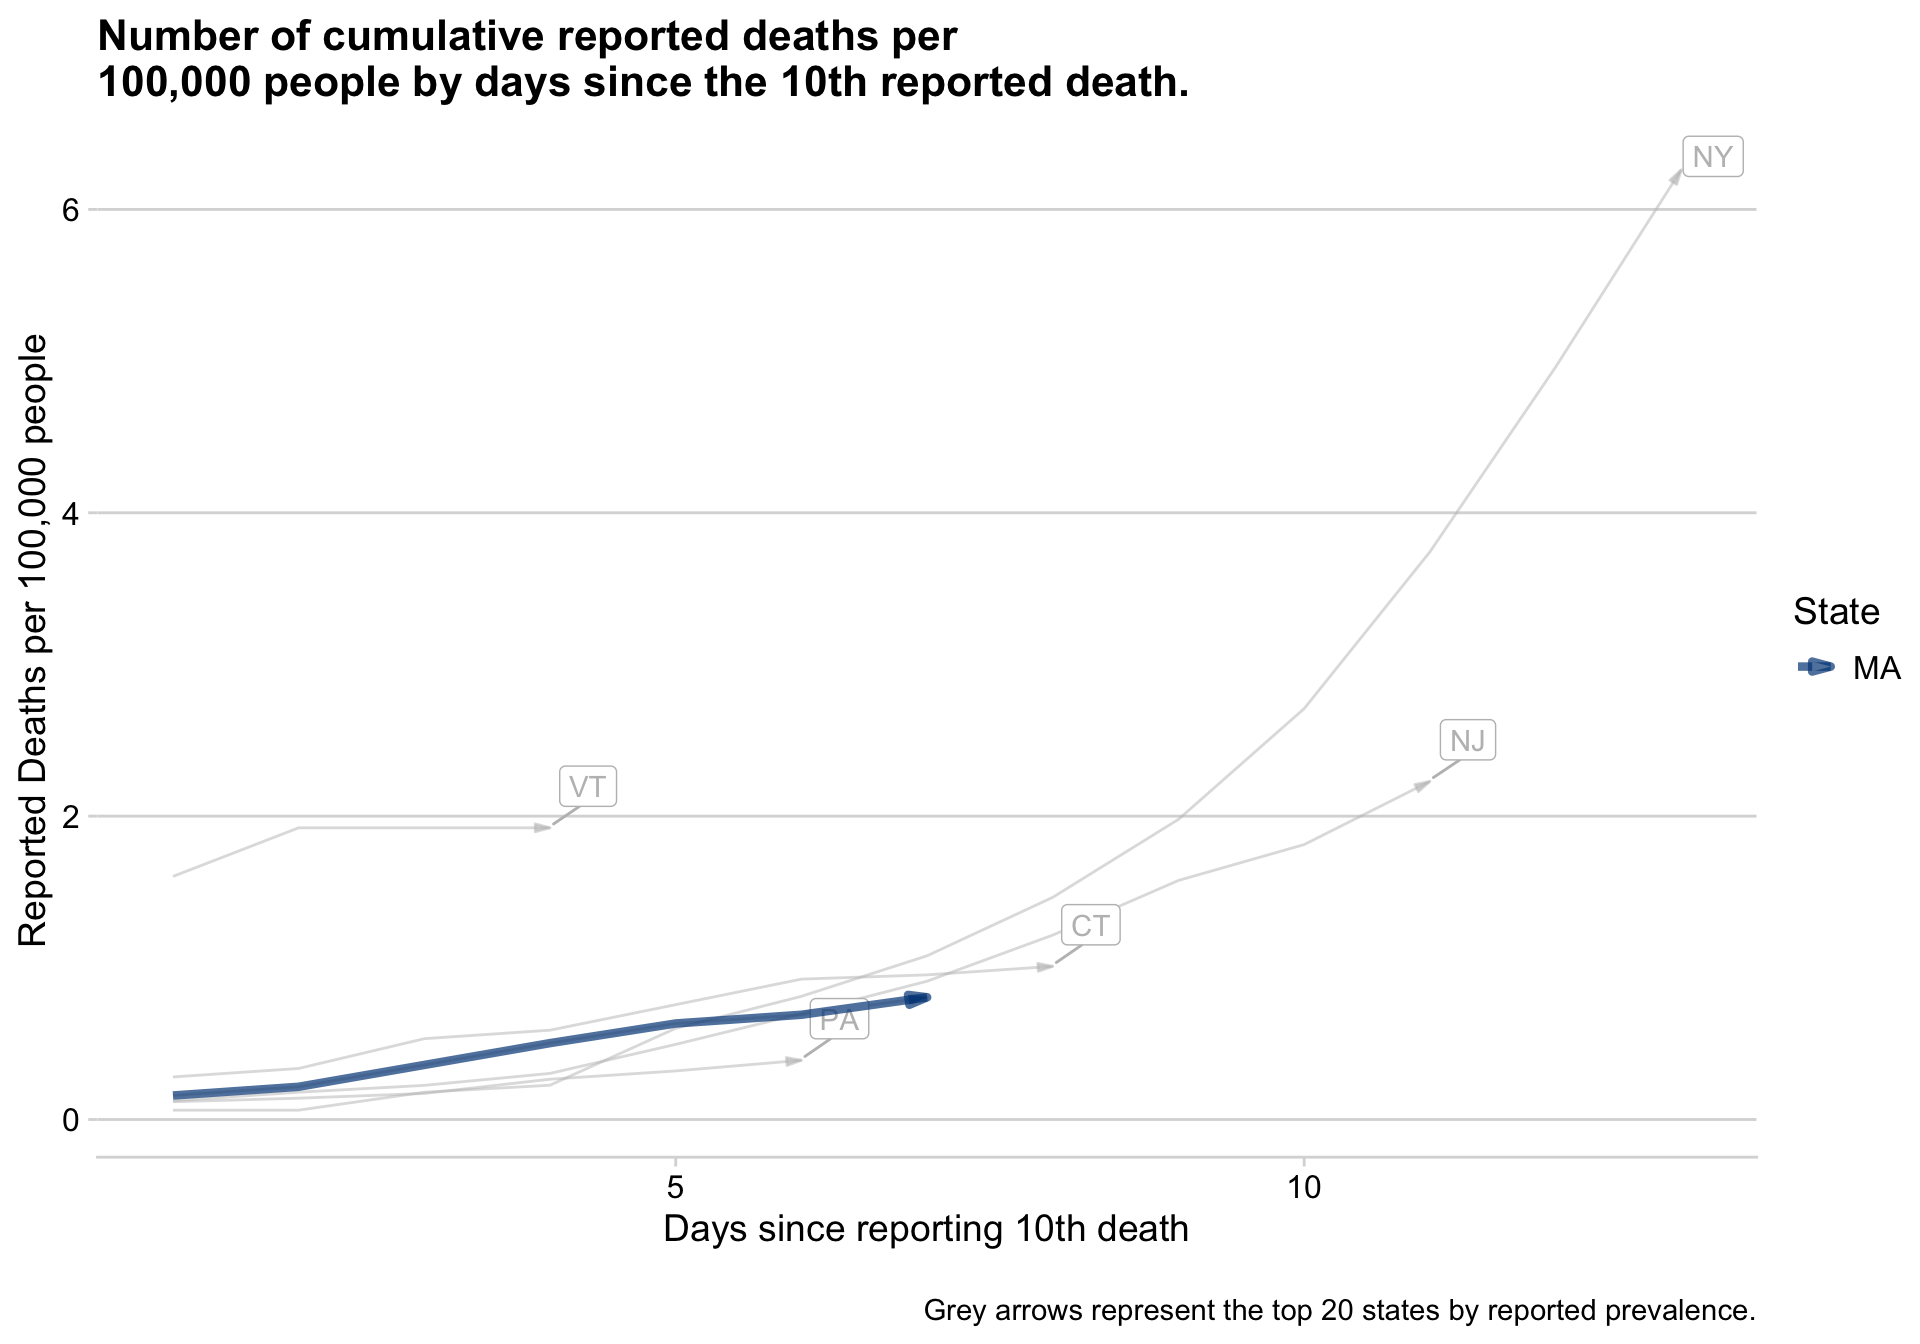 Number of cumulative reported deaths per
100,000 people by days since the 10th reported death.
Reported Deaths per 100,000 people
6
4
2
0
NY
NJ
VT
CT
PA
State
MA
5
10
Days since reporting 10th death
Grey arrows represent the top 20 states by reported prevalence.